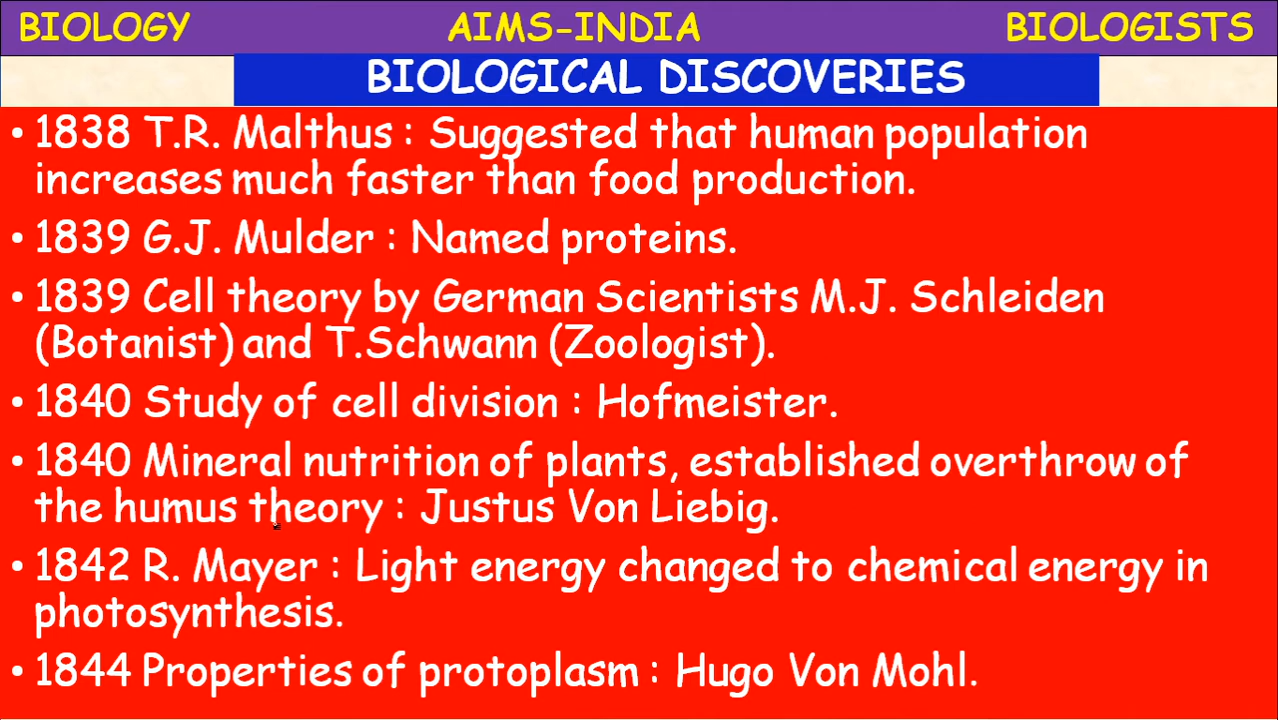 BIOLOGY AIMS-INDIA BIOLOGISTS
BIOLOGICAL DISCOVERIES
• 1838 T.R. Malthus : Suggested that human population
increases much faster than food production.
• 1839 G.J. Mulder : Named proteins.
• 1839 Cell theory by German Scientists M.J. Schleiden
(Botanist) and T.Schwann (Zoologist).
• 1840 Study of cell division : Hofmeister.
• 1840 Mineral nutrition of plants, established overthrow of
the humus theory : Justus Von Liebig.
• 1842 R. Mayer : Light energy changed to chemical energy in
photosynthesis.
• 1844 Properties of protoplasm : Hugo Von Mohl.